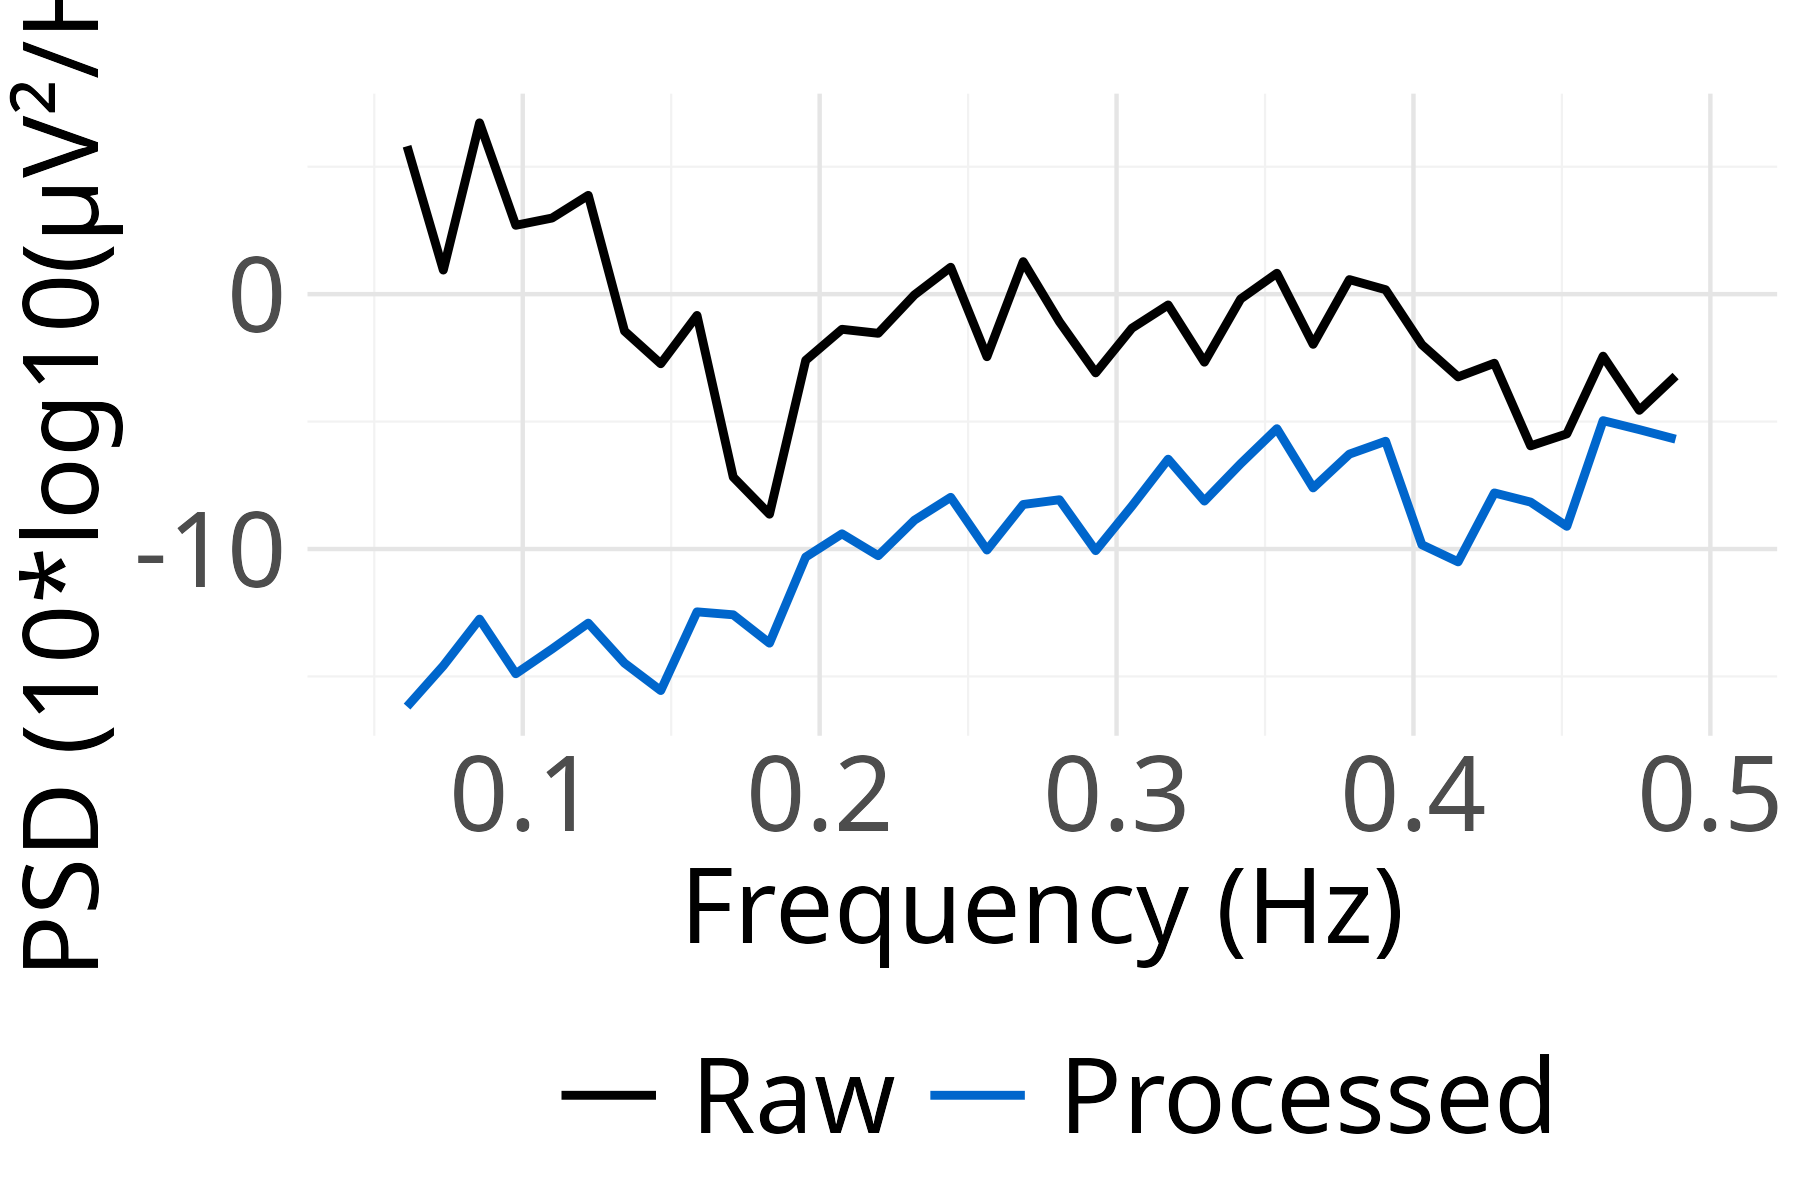 PSD (10*log10(µV²/H
0
-10
0.1 0.2 0.3 0.4 0.5
Frequency (Hz)
Raw Processed